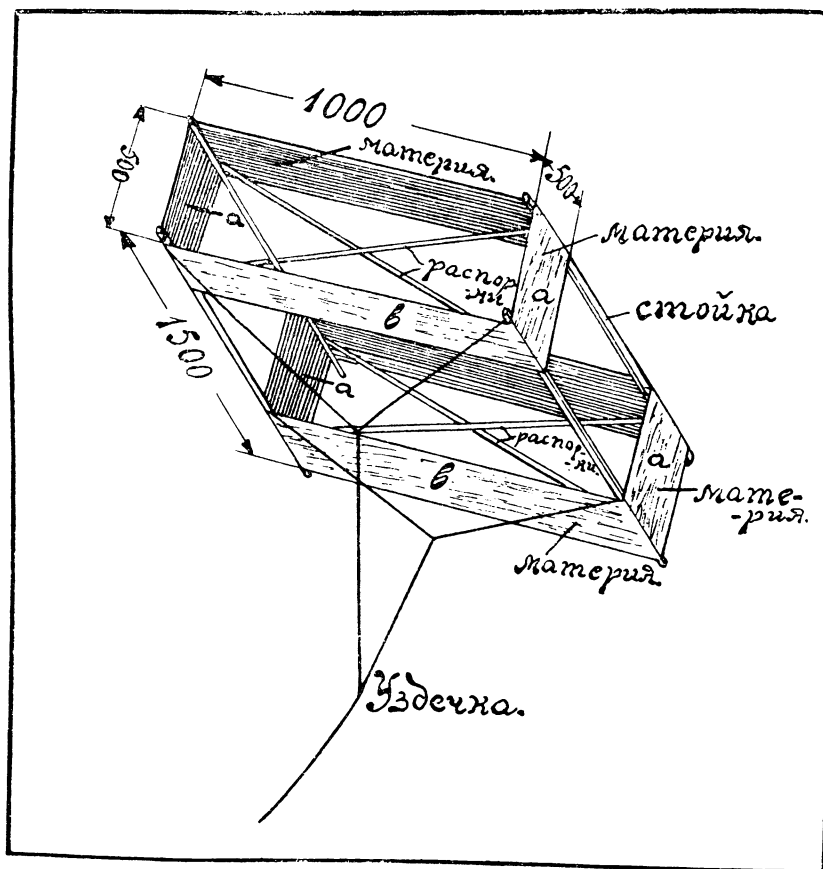 1000
500
материя.
500
а
материя.
распор-
ки
а
стойка
в
1500
а
распор-
-ки.
а
в
мате-
-рия.
материя.
Уздечка.